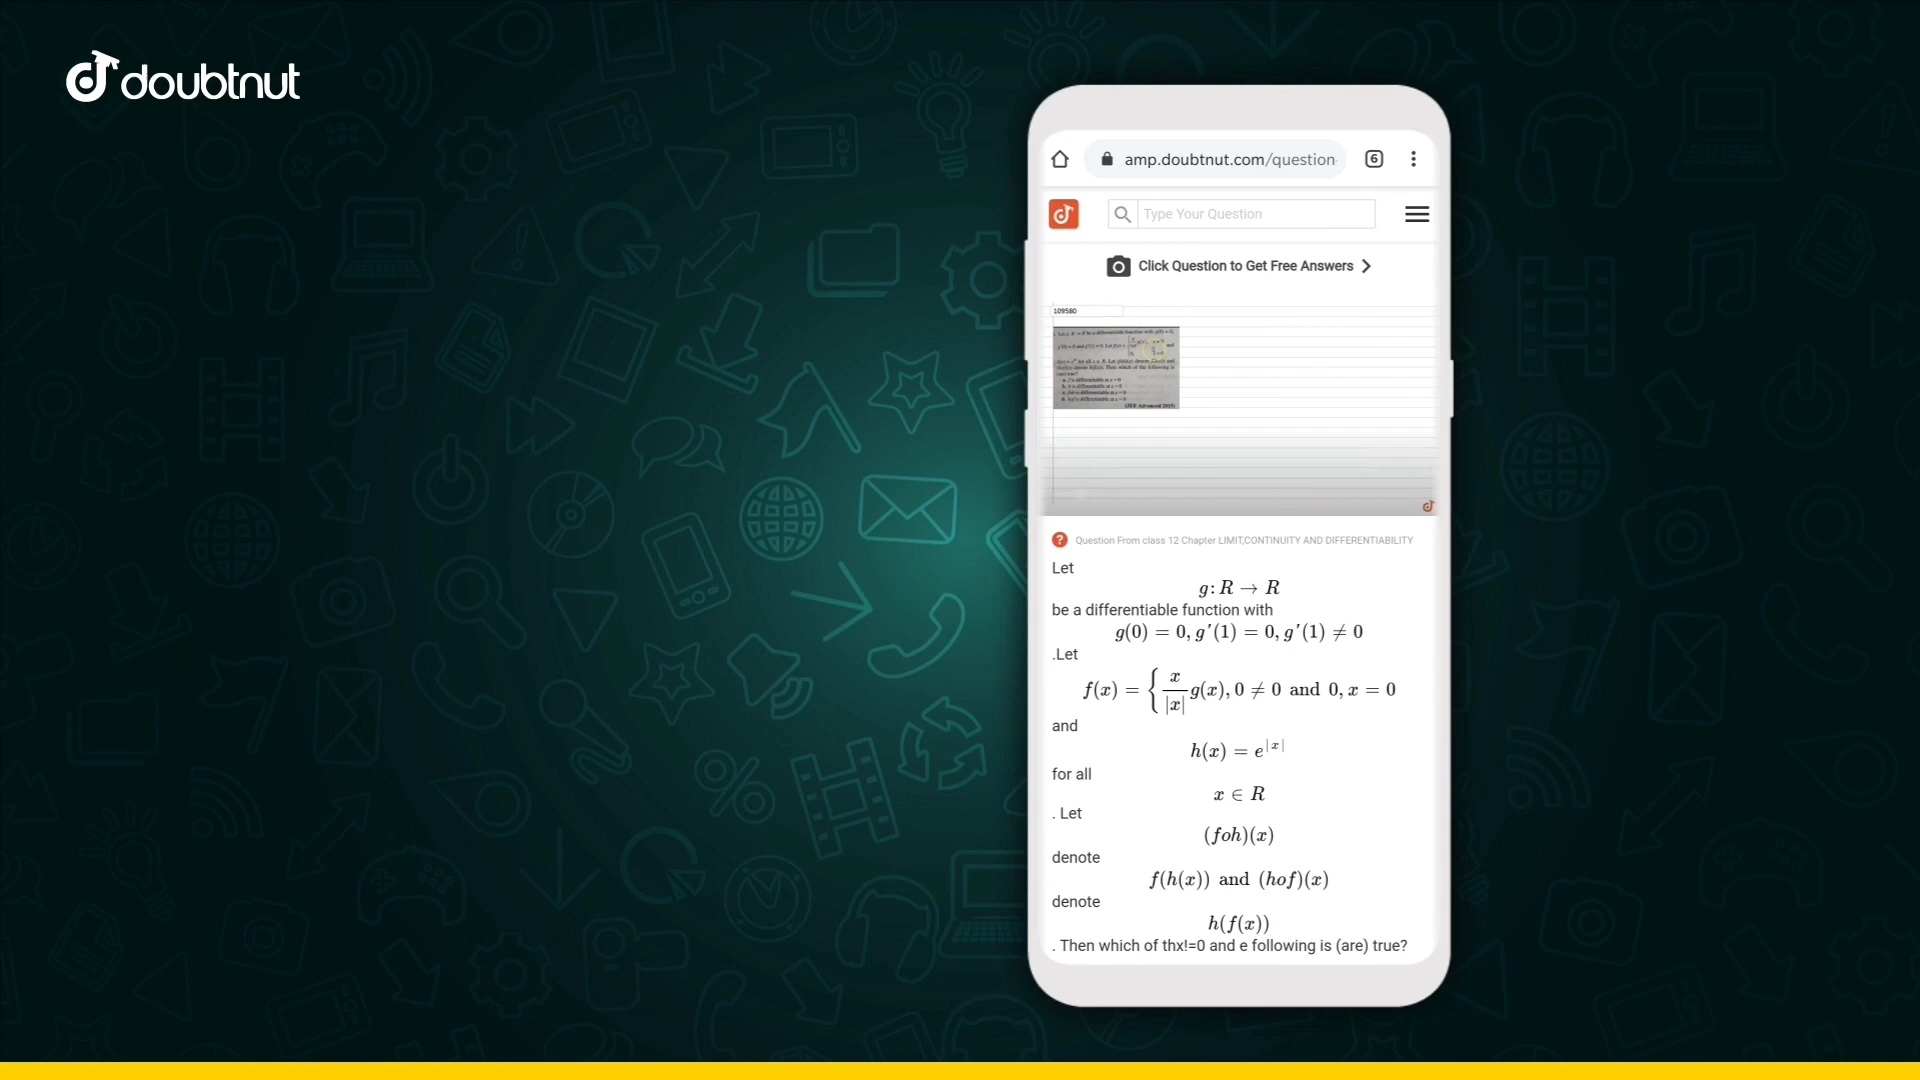 doubtnut
amp.doubtnut.com/question
6
Type Your Question
Click Question to Get Free Answers
109580
Question From class 12 Chapter LIMIT,CONTINUITY AND DIFFERENTIABILITY
Let
g: R → R
be a differentiable function with
g(0) = 0, g′(1) = 0, g′(1) ≠ 0
.Let
f(x) = { x/|x| g(x), 0 ≠ 0 and 0, x = 0
and
h(x) = e^|x|
for all
x ∈ R
. Let
(foh)(x)
denote
f(h(x)) and (hof)(x)
denote
h(f(x))
. Then which of thx!=0 and e following is (are) true?